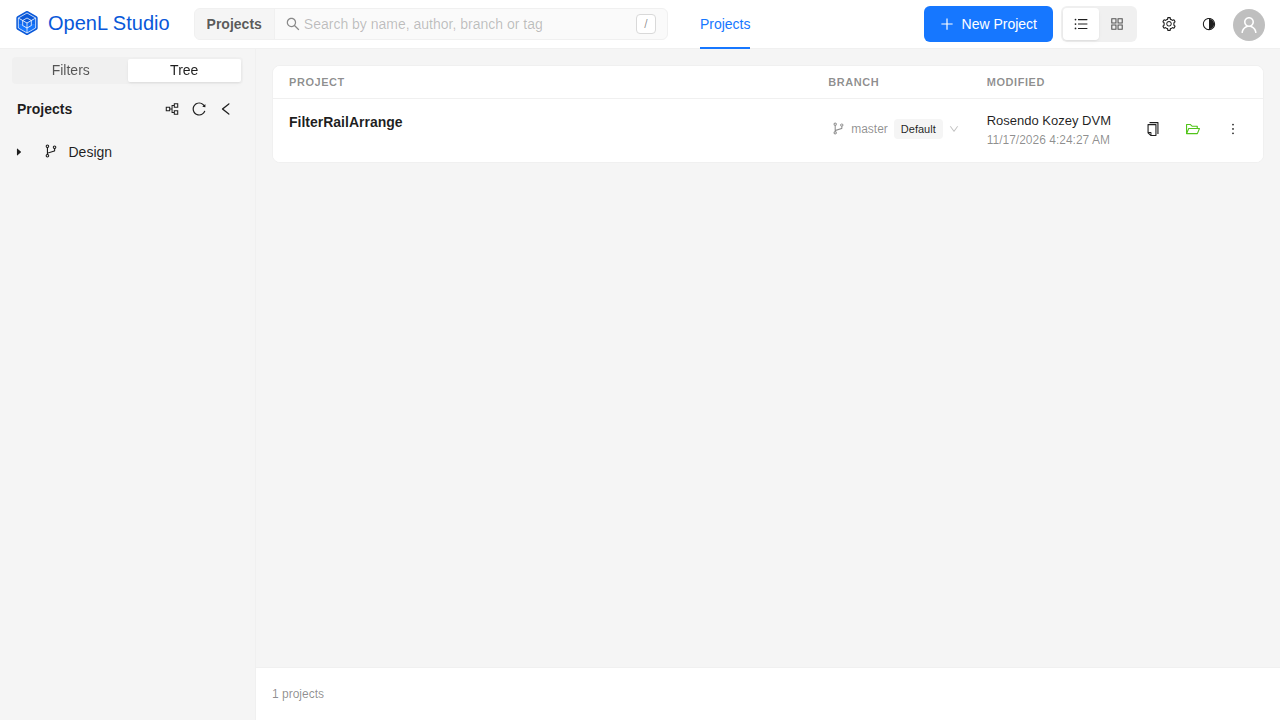 OpenL Studio
Projects
Search by name, author, branch or tag
/
Projects
New Project
Filters
Tree
Projects
Design
PROJECT
BRANCH
MODIFIED
FilterRailArrange
master
Default
Rosendo Kozey DVM
11/17/2026 4:24:27 AM
1 projects